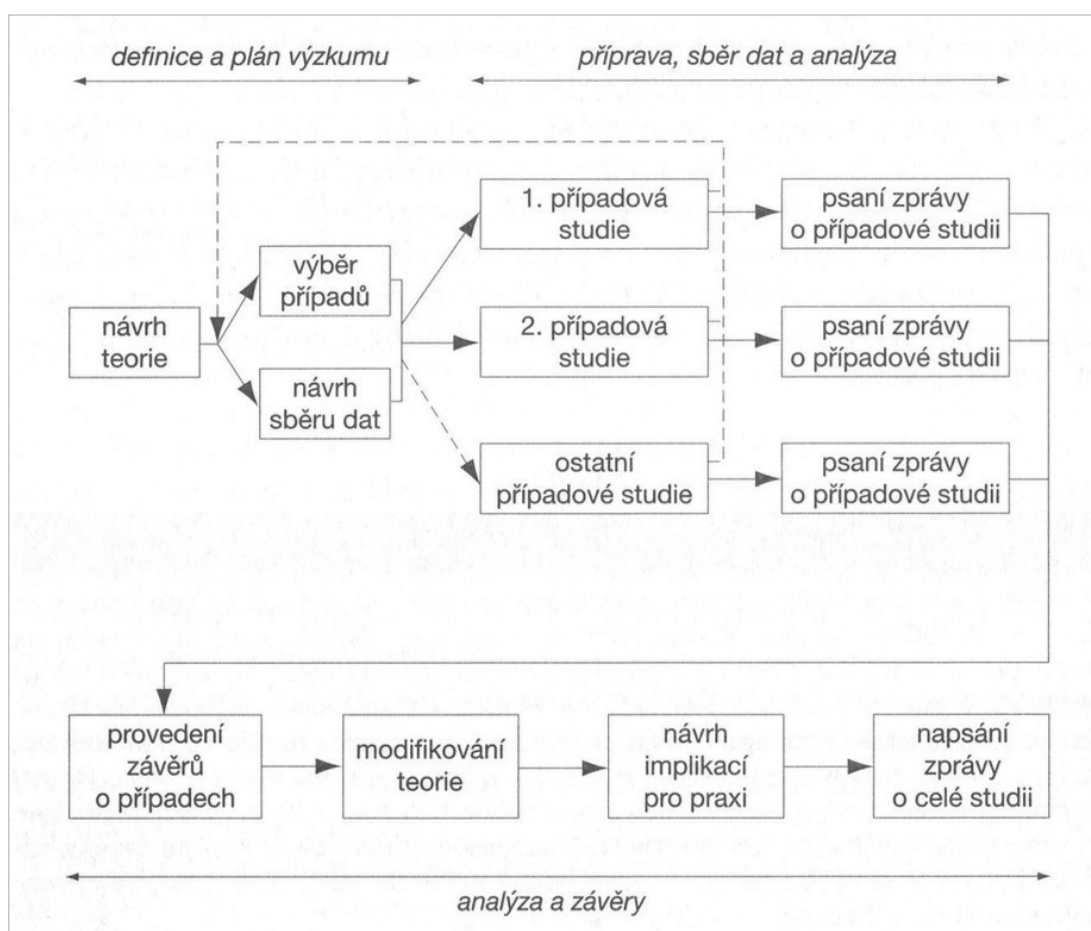 definice a plán výzkumu
příprava, sběr dat a analýza
návrh
teorie
výběr
případů
návrh
sběru dat
1. případová
studie
psaní zprávy
o případové studii
2. případová
studie
psaní zprávy
o případové studii
ostatní
případové studie
psaní zprávy
o případové studii
provedení
závěrů
o případech
modifikování
teorie
návrh
implikací
pro praxi
napsání
zprávy
o celé studii
analýza a závěry